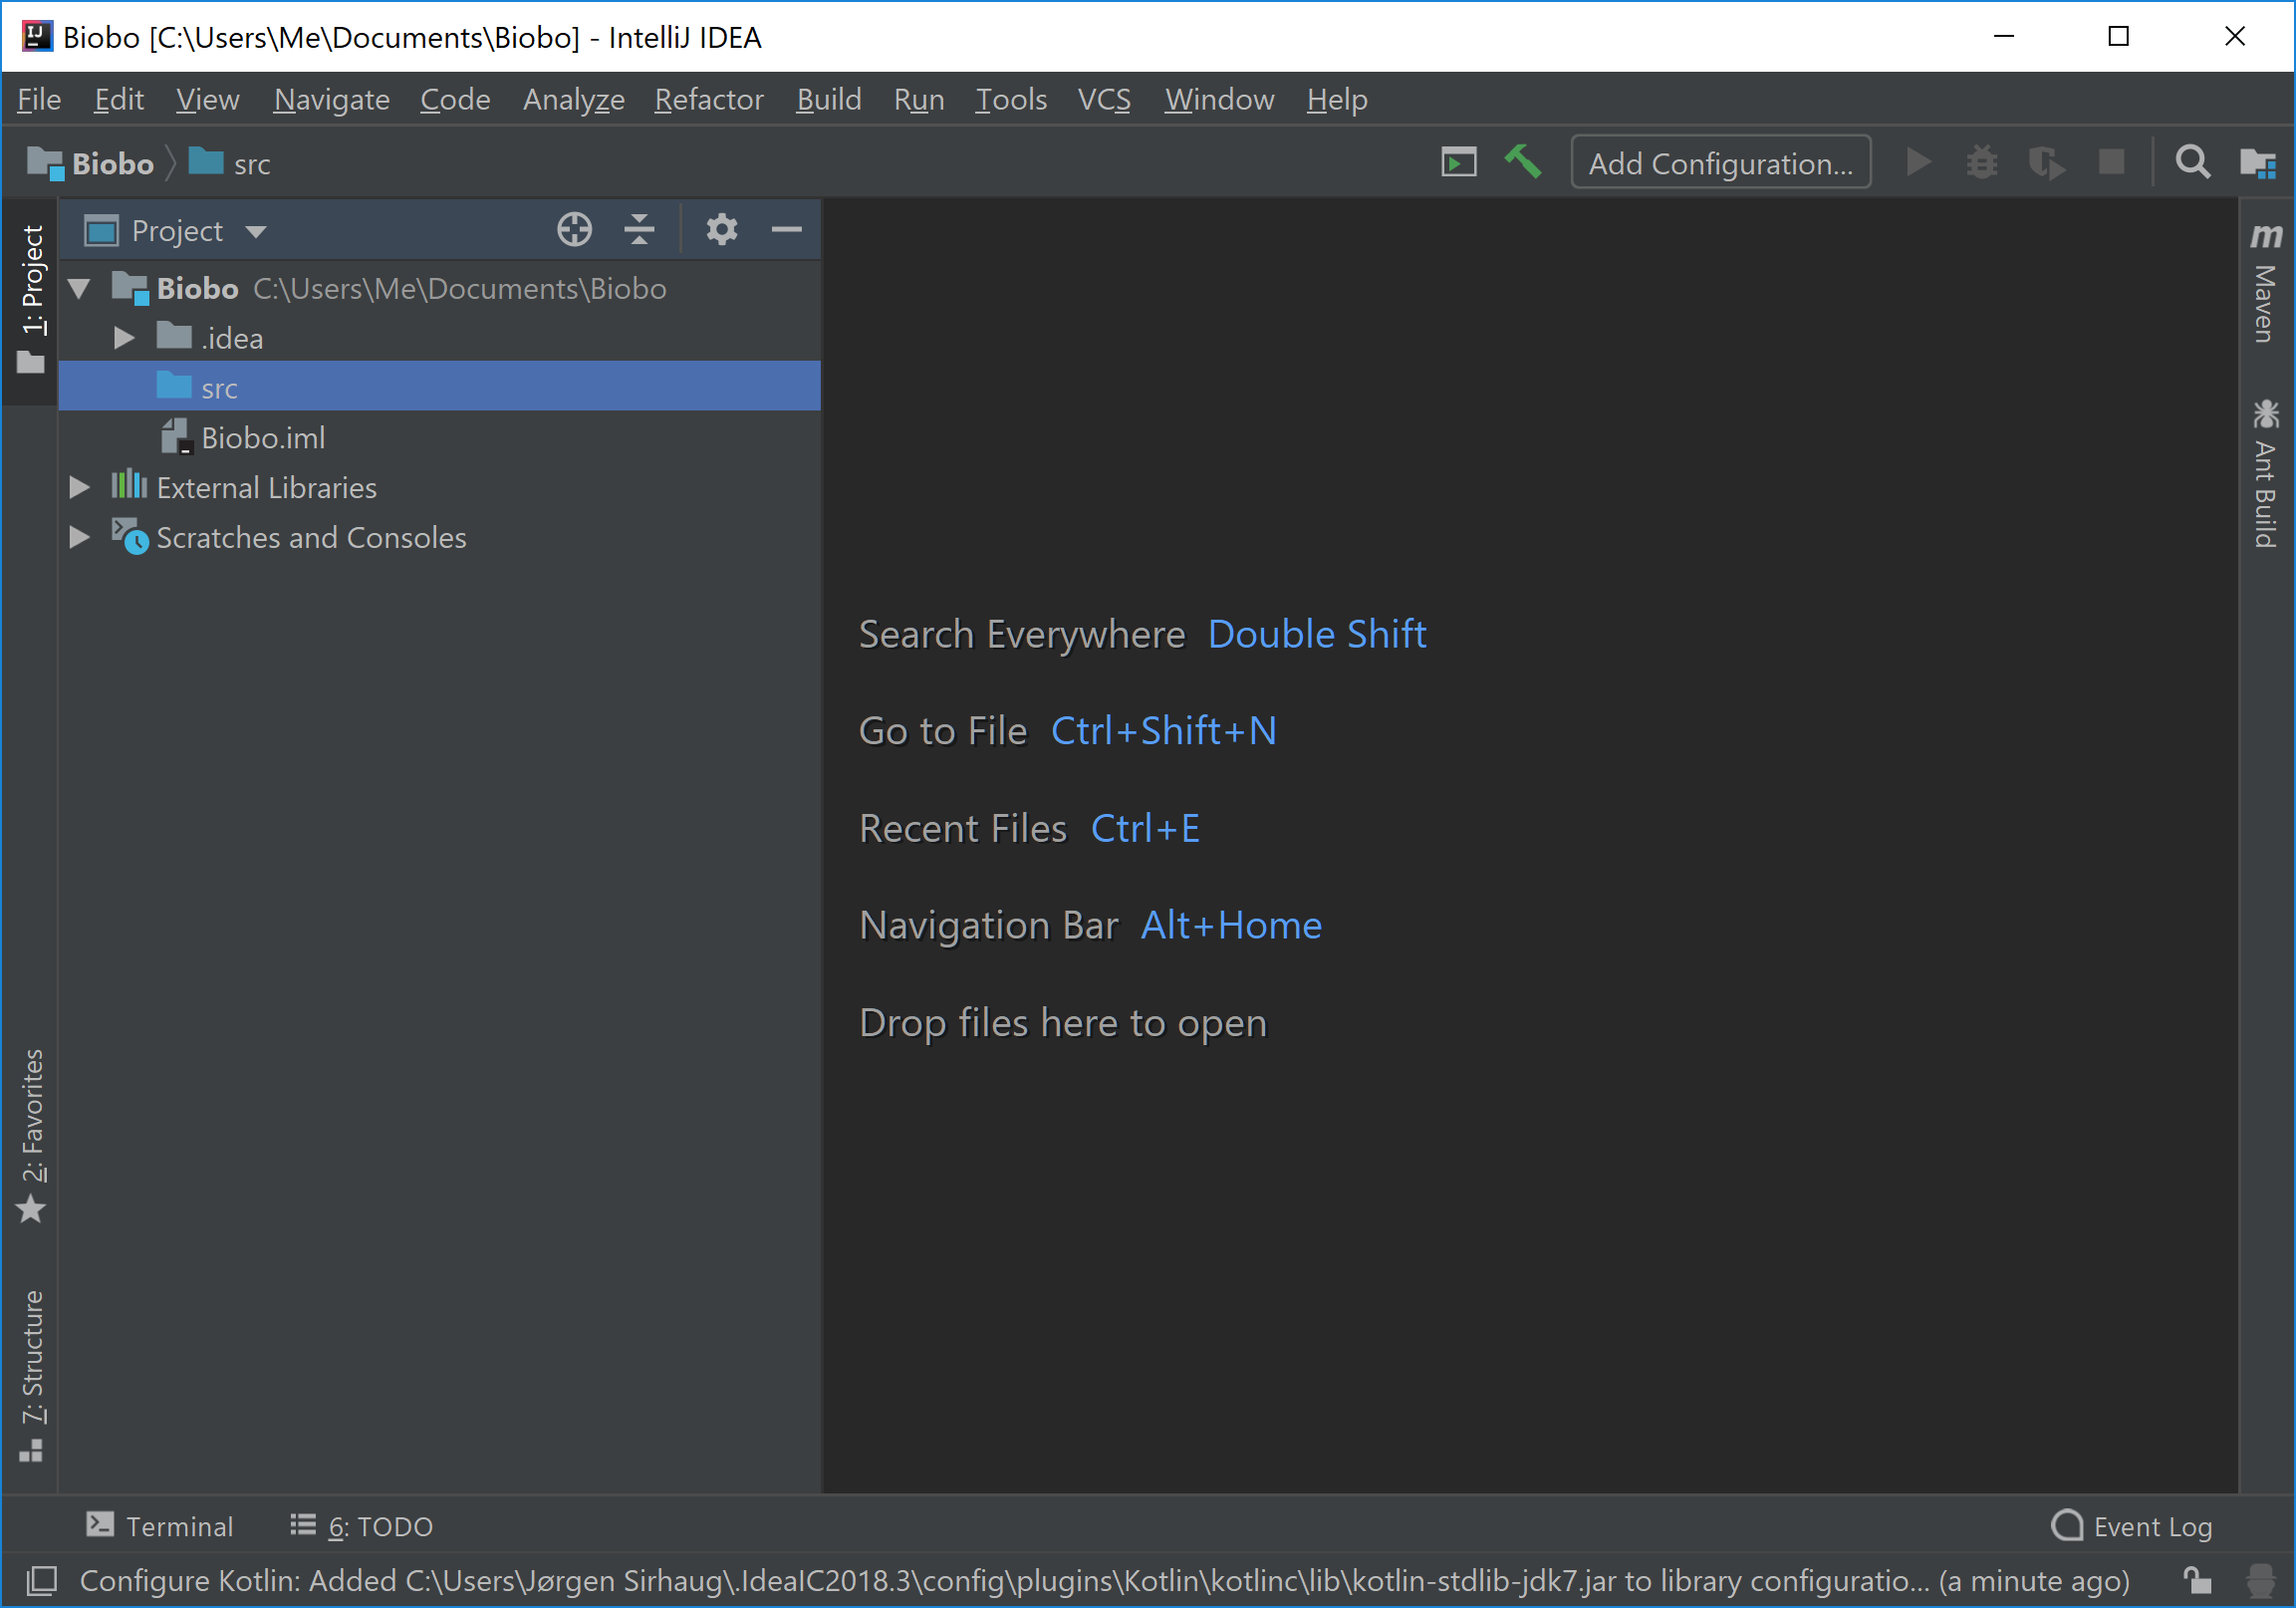 Biobo [C:\Users\Me\Documents\Biobo] - IntelliJ IDEA
File Edit View Navigate Code Analyze Refactor Build Run Tools VCS Window Help
Biobo src Add Configuration...
1: Project
Project
Biobo C:\Users\Me\Documents\Biobo
.idea
src
Biobo.iml
External Libraries
Scratches and Consoles
Search Everywhere Double Shift
Go to File Ctrl+Shift+N
Recent Files Ctrl+E
Navigation Bar Alt+Home
Drop files here to open
m Maven
Ant Build
2: Favorites
7: Structure
Terminal 6: TODO Event Log
Configure Kotlin: Added C:\Users\Jørgen Sirhaug\.IdeaIC2018.3\config\plugins\Kotlin\kotlinc\lib\kotlin-stdlib-jdk7.jar to library configuratio... (a minute ago)